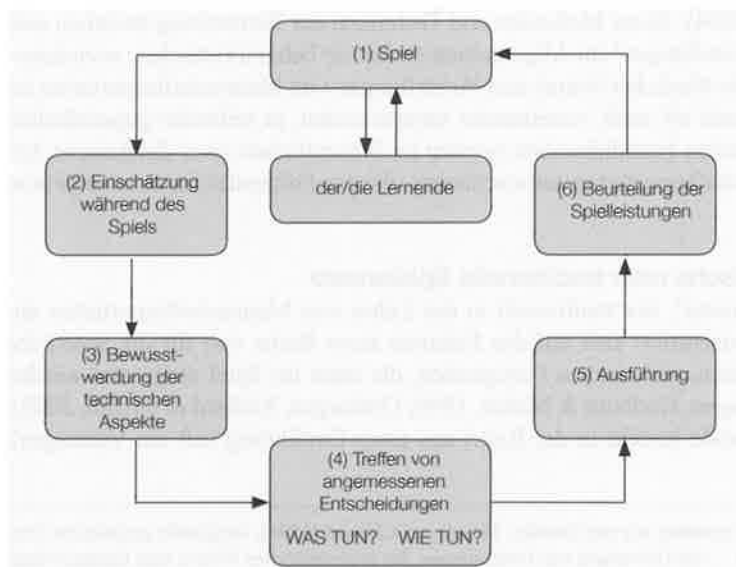 (1) Spiel
der/die Lernende
(2) Einschätzung
während des
Spiels
(3) Bewusst-
werdung der
technischen
Aspekte
(4) Treffen von
angemessenen
Entscheidungen
WAS TUN? WIE TUN?
(5) Ausführung
(6) Beurteilung der
Spielleistungen